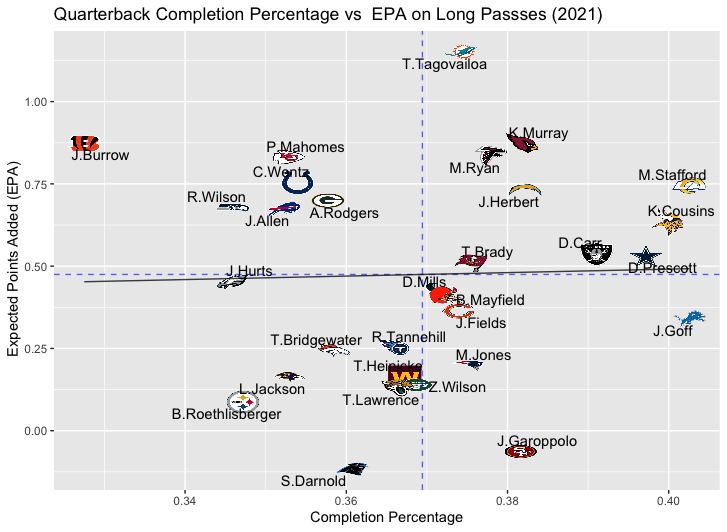 Quarterback Completion Percentage vs  EPA on Long Passses (2021)
T.Tagovailoa
1.00
K.Murray
P.Mahomes
J.Burrow
M.Ryan
C.Wentz
M.Stafford
0.75
R.Wilson
J.Herbert
A.Rodgers
K.Cousins
J.Allen
D.Carr
T.Brady
0.50
J.Hurts
D.Prescott
D.Mills
B.Mayfield
J.Fields
J.Goff
T.Bridgewater
R.Tannehill
0.25
M.Jones
T.Heinicke
L.Jackson
Z.Wilson
T.Lawrence
B.Roethlisberger
J.Garoppolo
0.00
S.Darnold
Expected Points Added (EPA)
0.34
0.36
0.38
0.40
Completion Percentage